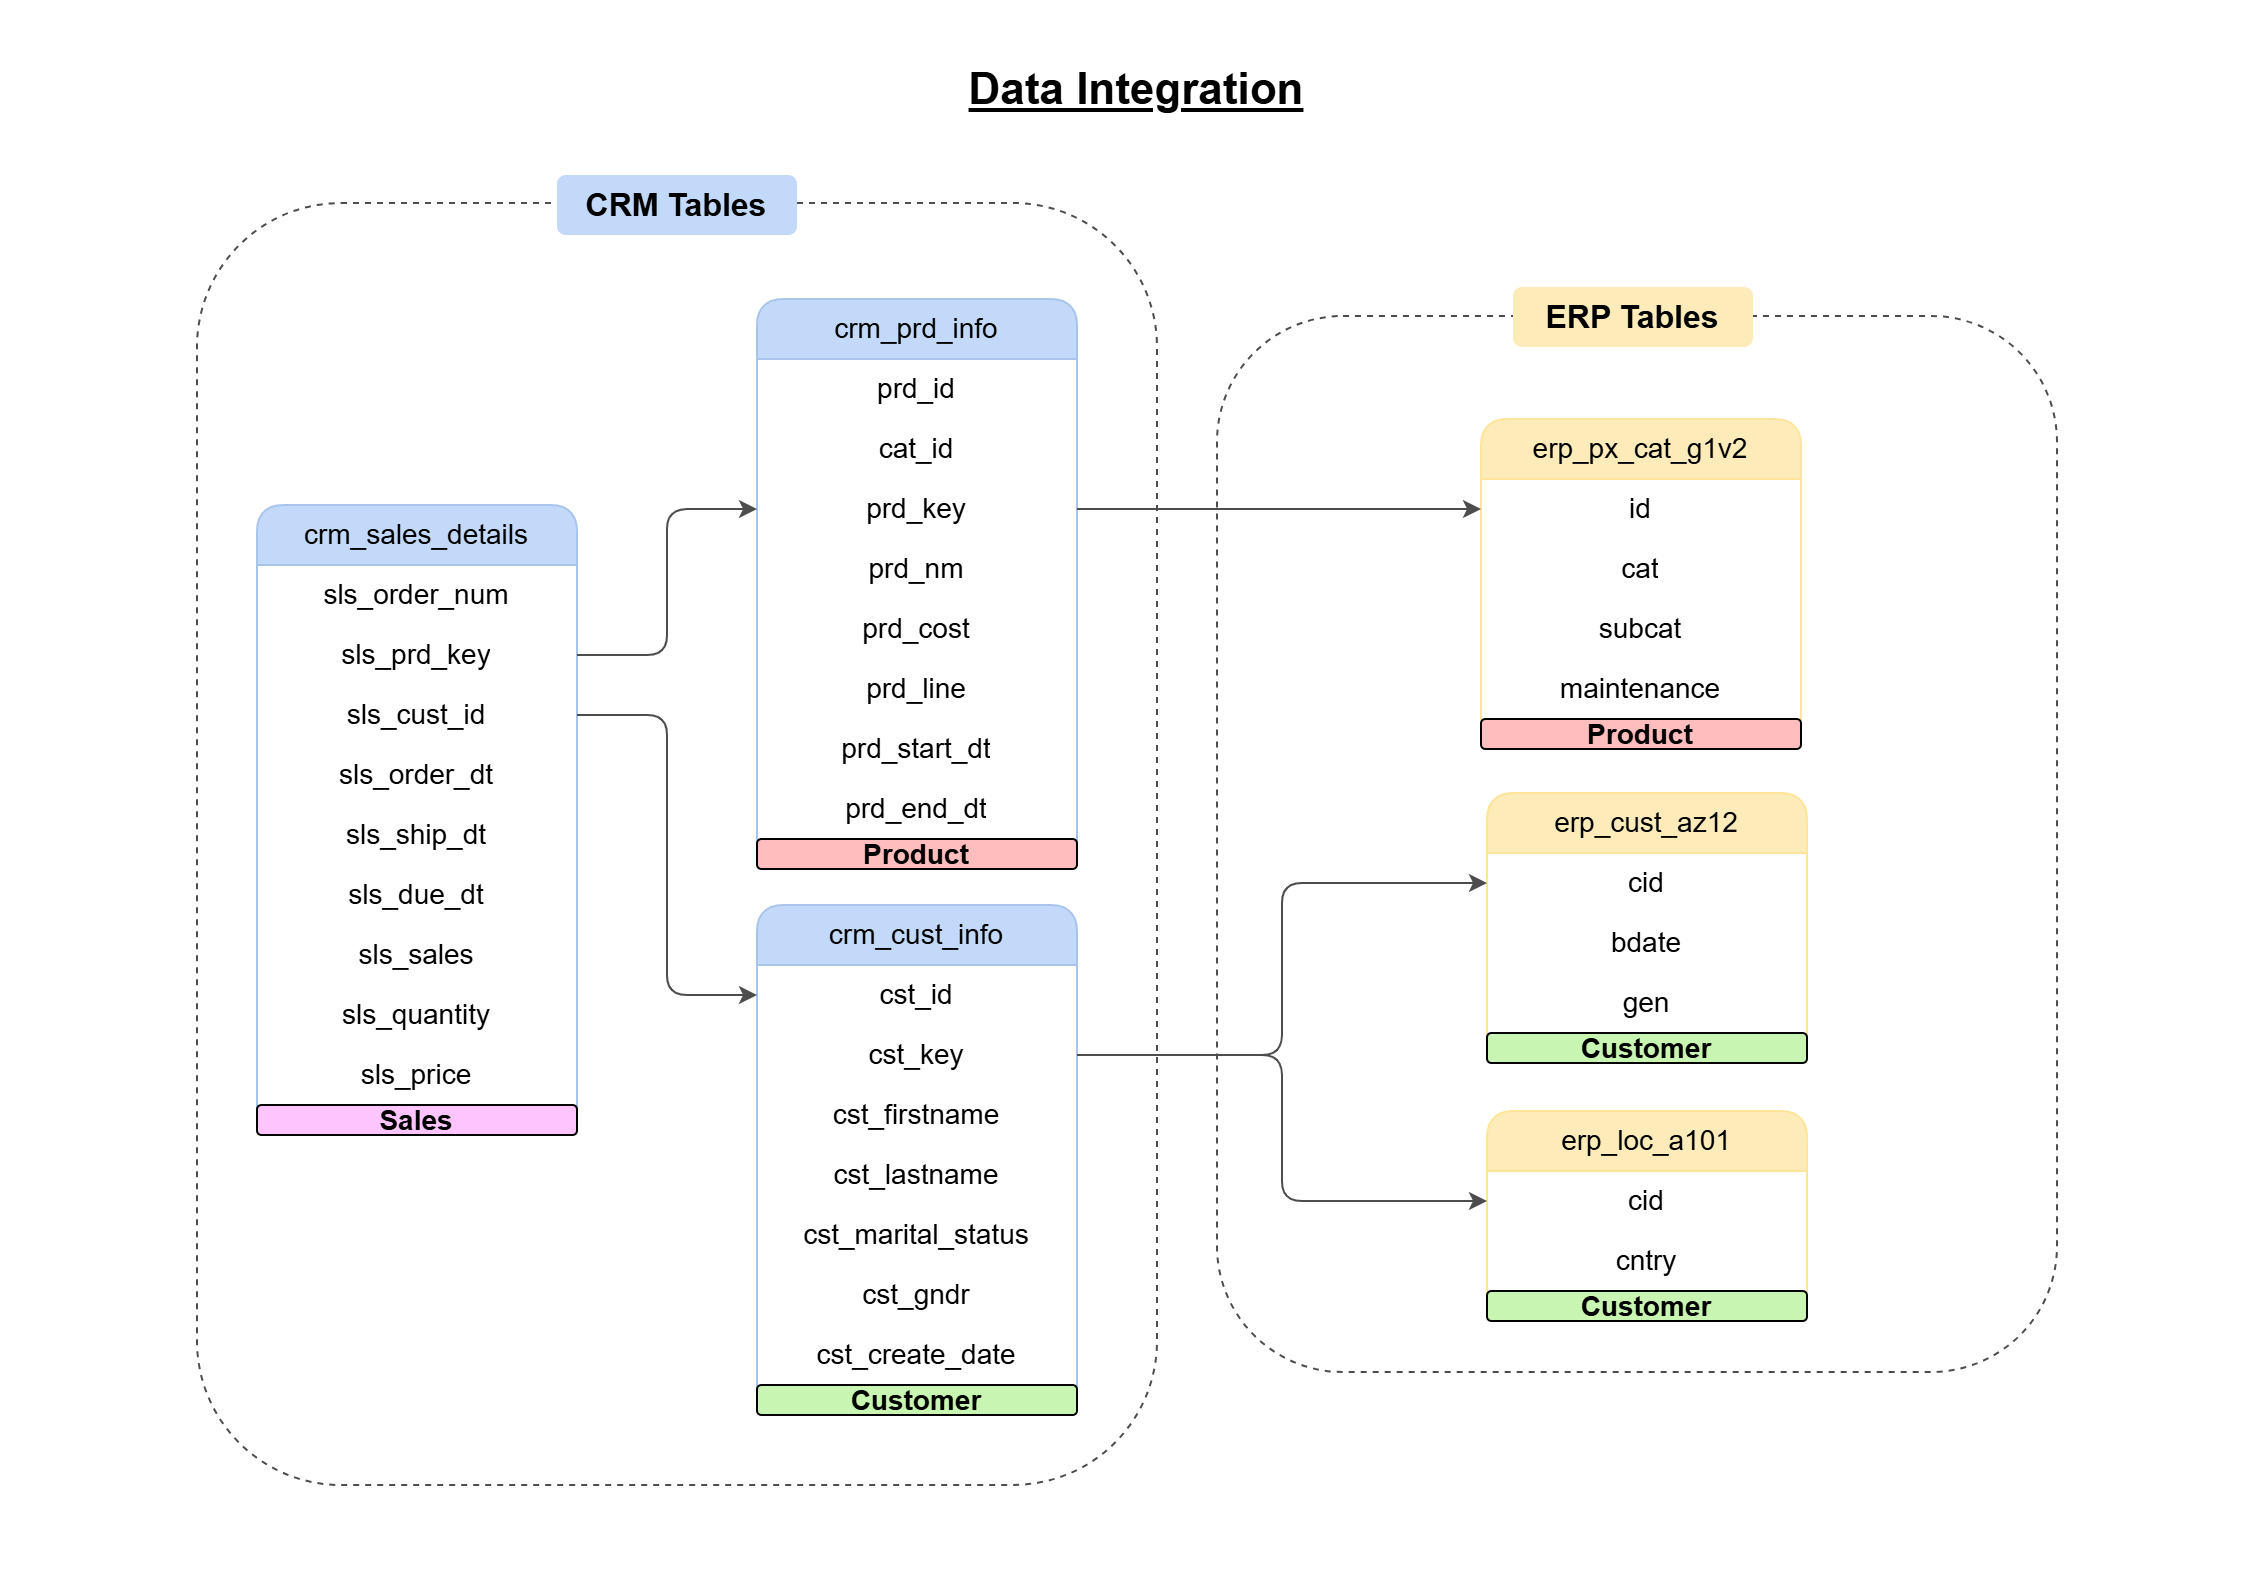 Data Integration
CRM Tables
crm_sales_details
sls_order_num
sls_prd_key
sls_cust_id
sls_order_dt
sls_ship_dt
sls_due_dt
sls_sales
sls_quantity
sls_price
Sales
crm_prd_info
prd_id
cat_id
prd_key
prd_nm
prd_cost
prd_line
prd_start_dt
prd_end_dt
Product
crm_cust_info
cst_id
cst_key
cst_firstname
cst_lastname
cst_marital_status
cst_gndr
cst_create_date
Customer
ERP Tables
erp_px_cat_g1v2
id
cat
subcat
maintenance
Product
erp_cust_az12
cid
bdate
gen
Customer
erp_loc_a101
cid
cntry
Customer